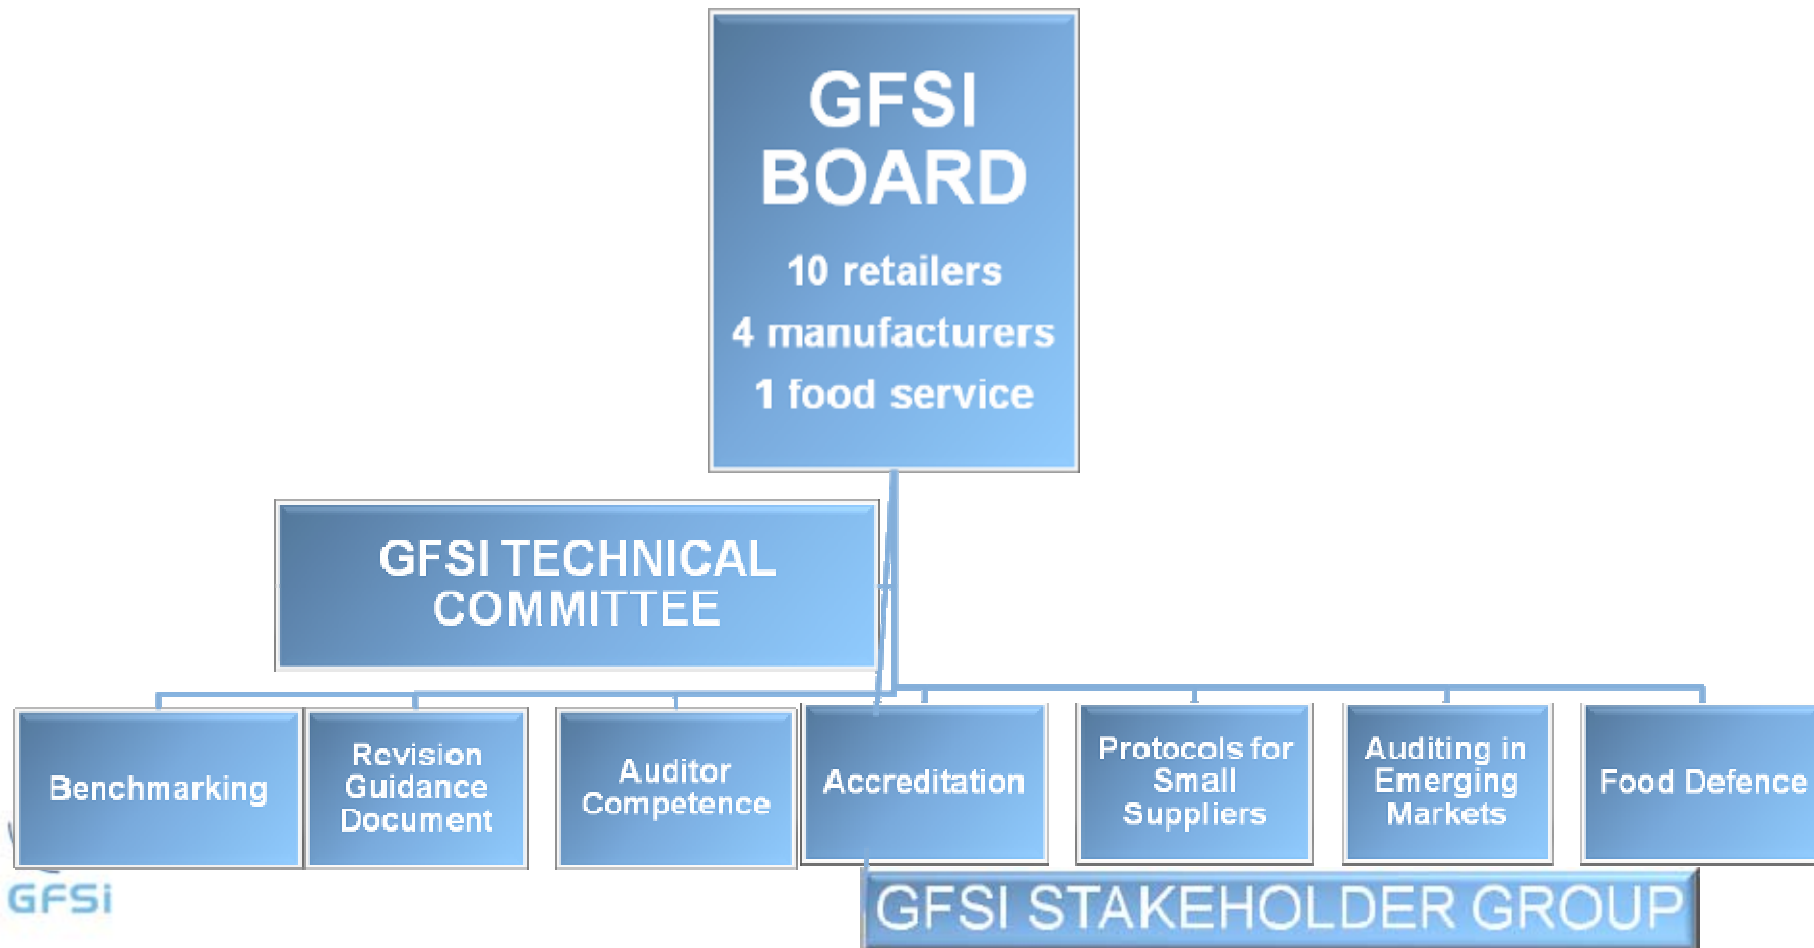 GFSI
BOARD
10 retailers
4 manufacturers
1 food service
GFSI TECHNICAL
COMMITTEE
Benchmarking
Revision
Guidance
Document
Auditor
Competence
Accreditation
Protocols for
Small
Suppliers
Auditing in
Emerging
Markets
Food Defence
GFSi
GFSI STAKEHOLDER GROUP